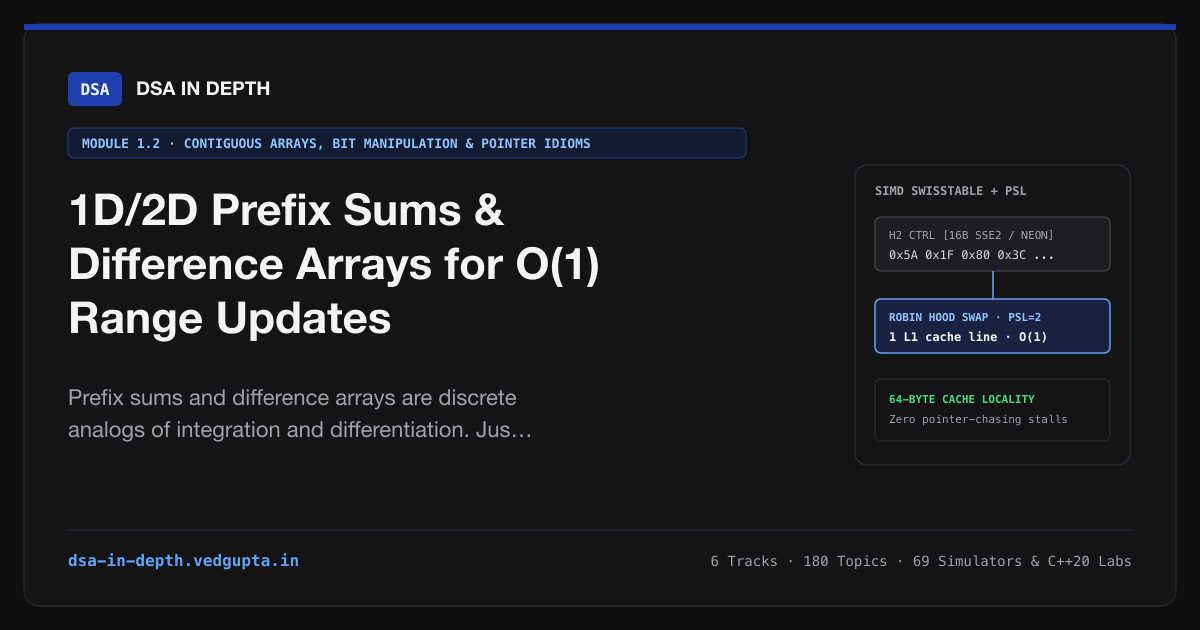 DSA
DSA IN DEPTH
MODULE 1.2 · CONTIGUOUS ARRAYS, BIT MANIPULATION & POINTER IDIOMS
1D/2D Prefix Sums &
Difference Arrays for O(1)
Range Updates
Prefix sums and difference arrays are discrete
analogs of integration and differentiation. Jus…
SIMD SWISSTABLE + PSL
H2 CTRL [16B SSE2 / NEON]
0x5A 0x1F 0x80 0x3C ...
ROBIN HOOD SWAP · PSL=2
1 L1 cache line · O(1)
64-BYTE CACHE LOCALITY
Zero pointer-chasing stalls
dsa-in-depth.vedgupta.in
6 Tracks · 180 Topics · 69 Simulators & C++20 Labs